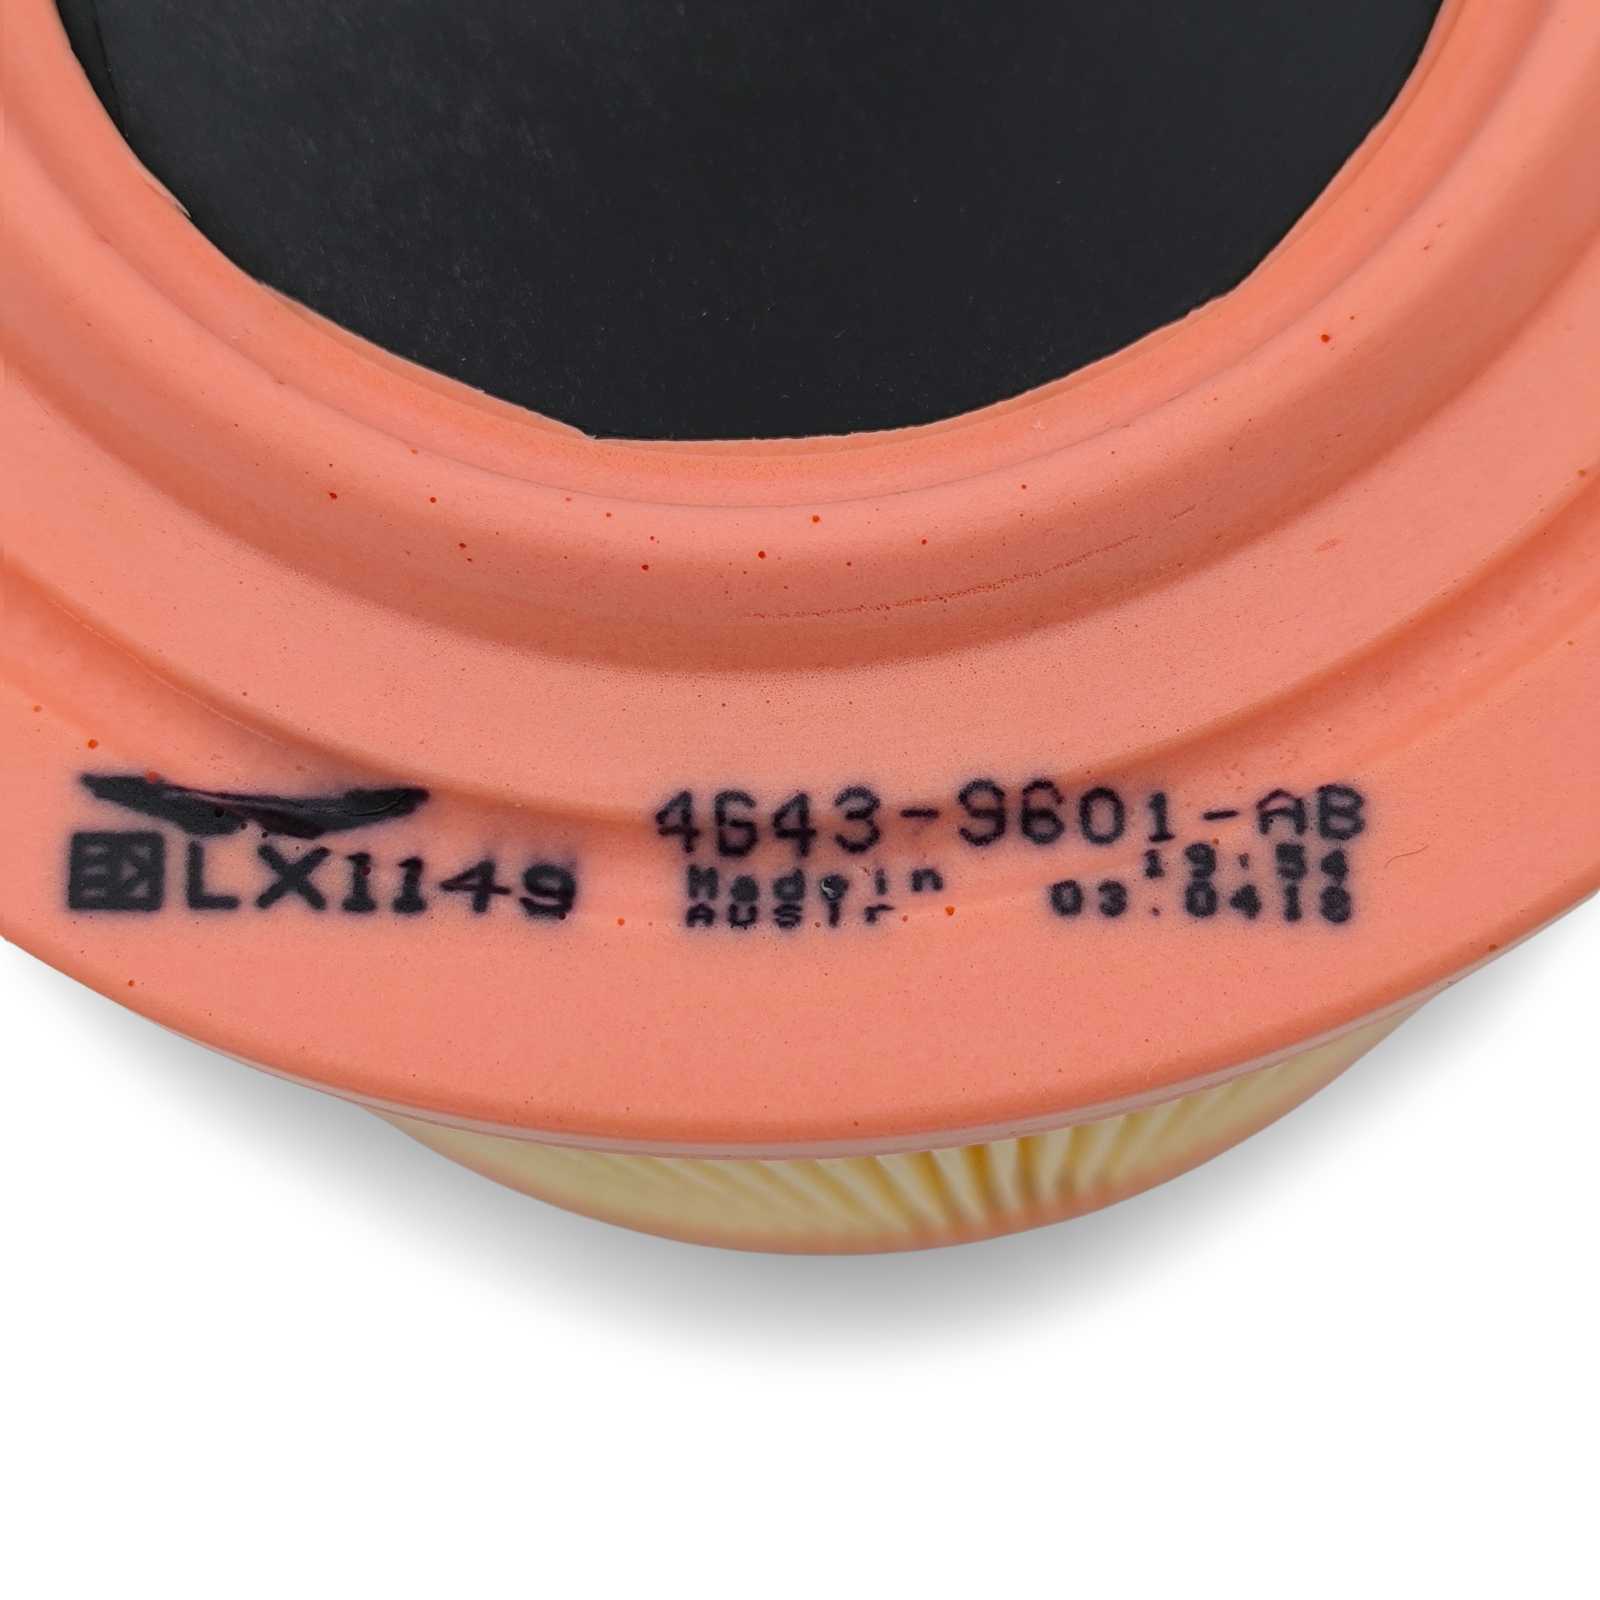 4G43-9601-AB
LX1149
Made in
Austr.
19:54
03.0418